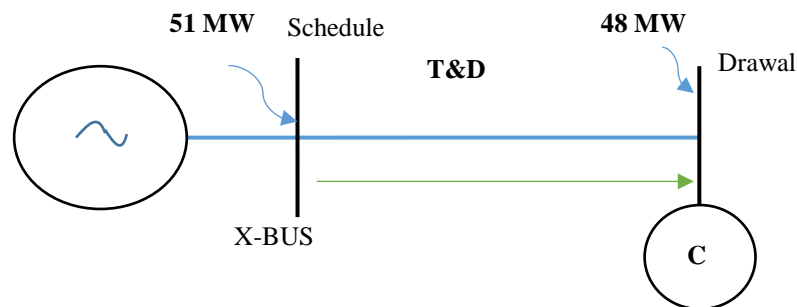 51 MW
Schedule
48 MW
T&D
Drawal
X-BUS
C